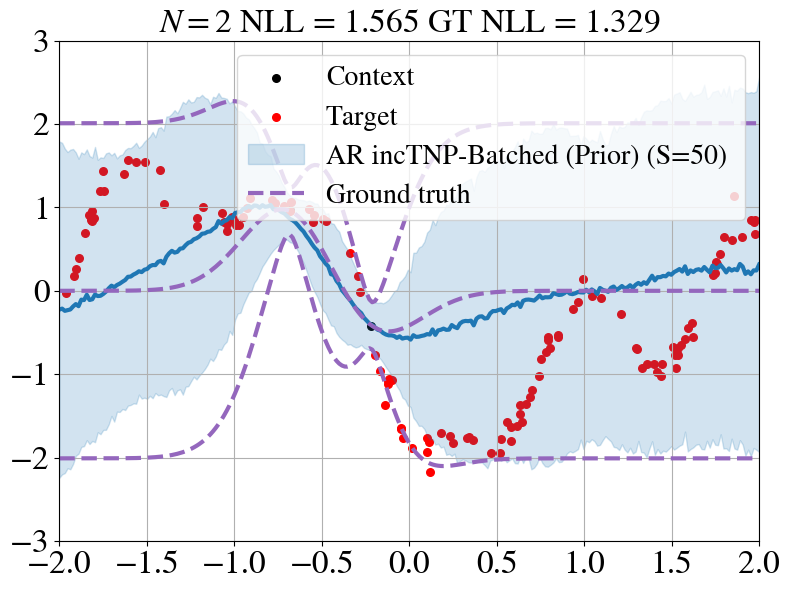 N = 2 NLL = 1.565 GT NLL = 1.329
3
2
1
0
−1
−2
−3
Context
Target
AR incTNP-Batched (Prior) (S=50)
Ground truth
−2.0 −1.5 −1.0 −0.5 0.0 0.5 1.0 1.5 2.0